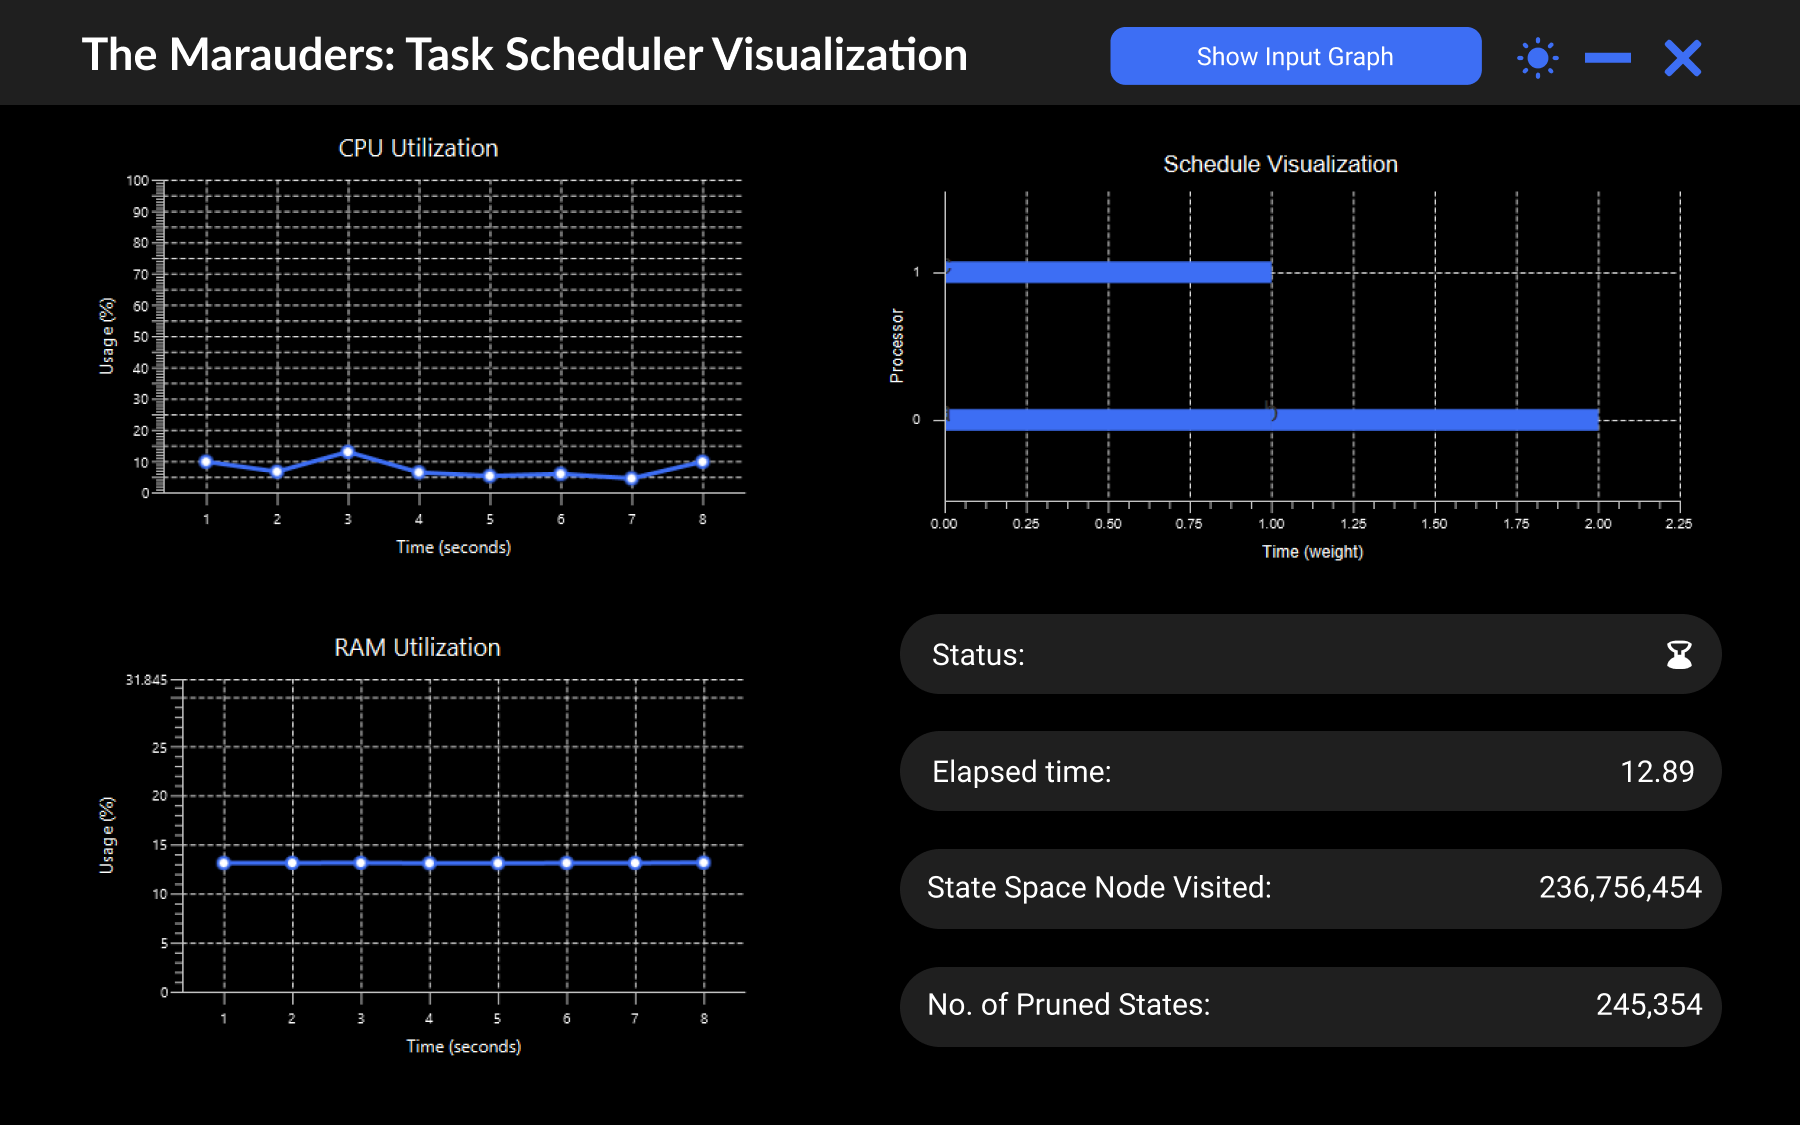 The Marauders: Task Scheduler Visualization
Show Input Graph
CPU Utilization
100
90
80
70
60
50
40
30
20
10
0
Usage (%)
1 2 3 4 5 6 7 8
Time (seconds)
Schedule Visualization
1
0
Processor
0.00 0.25 0.50 0.75 1.00 1.25 1.50 1.75 2.00 2.25
Time (weight)
RAM Utilization
31.845
25
20
15
10
5
0
Usage (%)
1 2 3 4 5 6 7 8
Time (seconds)
Status:
Elapsed time: 12.89
State Space Node Visited: 236,756,454
No. of Pruned States: 245,354